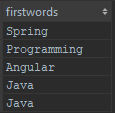 firstwords
Spring
Programming
Angular
Java
Java